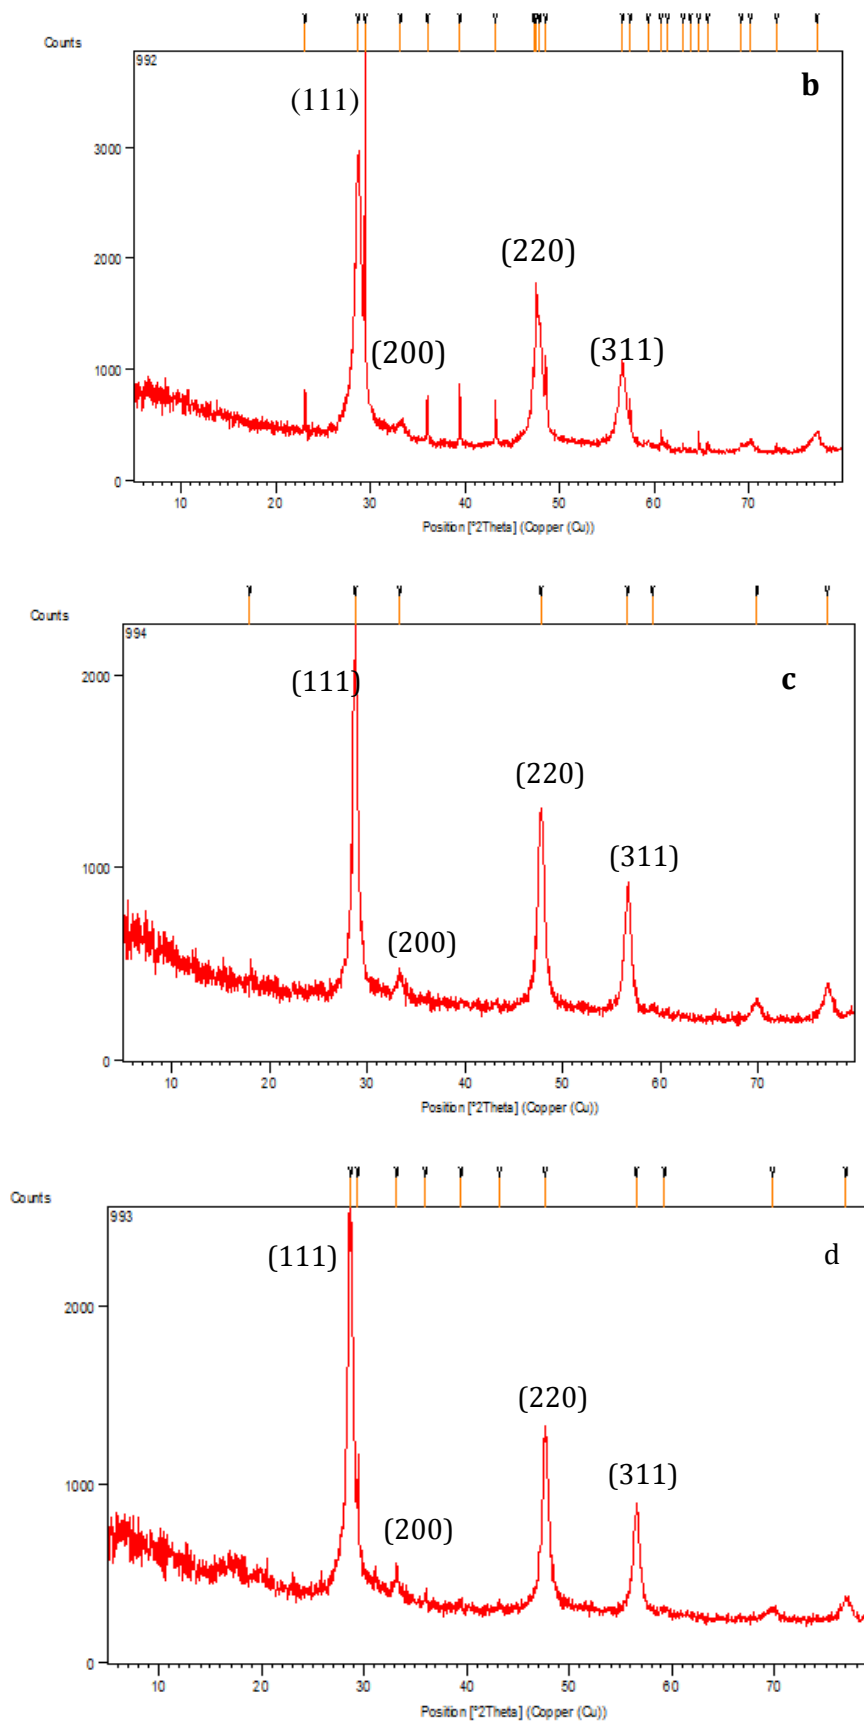 Counts
992
b
(111)
3000
(220)
2000
(200)
(311)
1000
0
10 20 30 40 50 60 70
Position [°2Theta] (Copper (Cu))
Counts
994
2000
(111)
c
(220)
(311)
1000
(200)
0
10 20 30 40 50 60 70
Position [°2Theta] (Copper (Cu))
Counts
993
(111)
d
2000
(220)
(311)
1000
(200)
0
10 20 30 40 50 60 70
Position [°2Theta] (Copper (Cu))